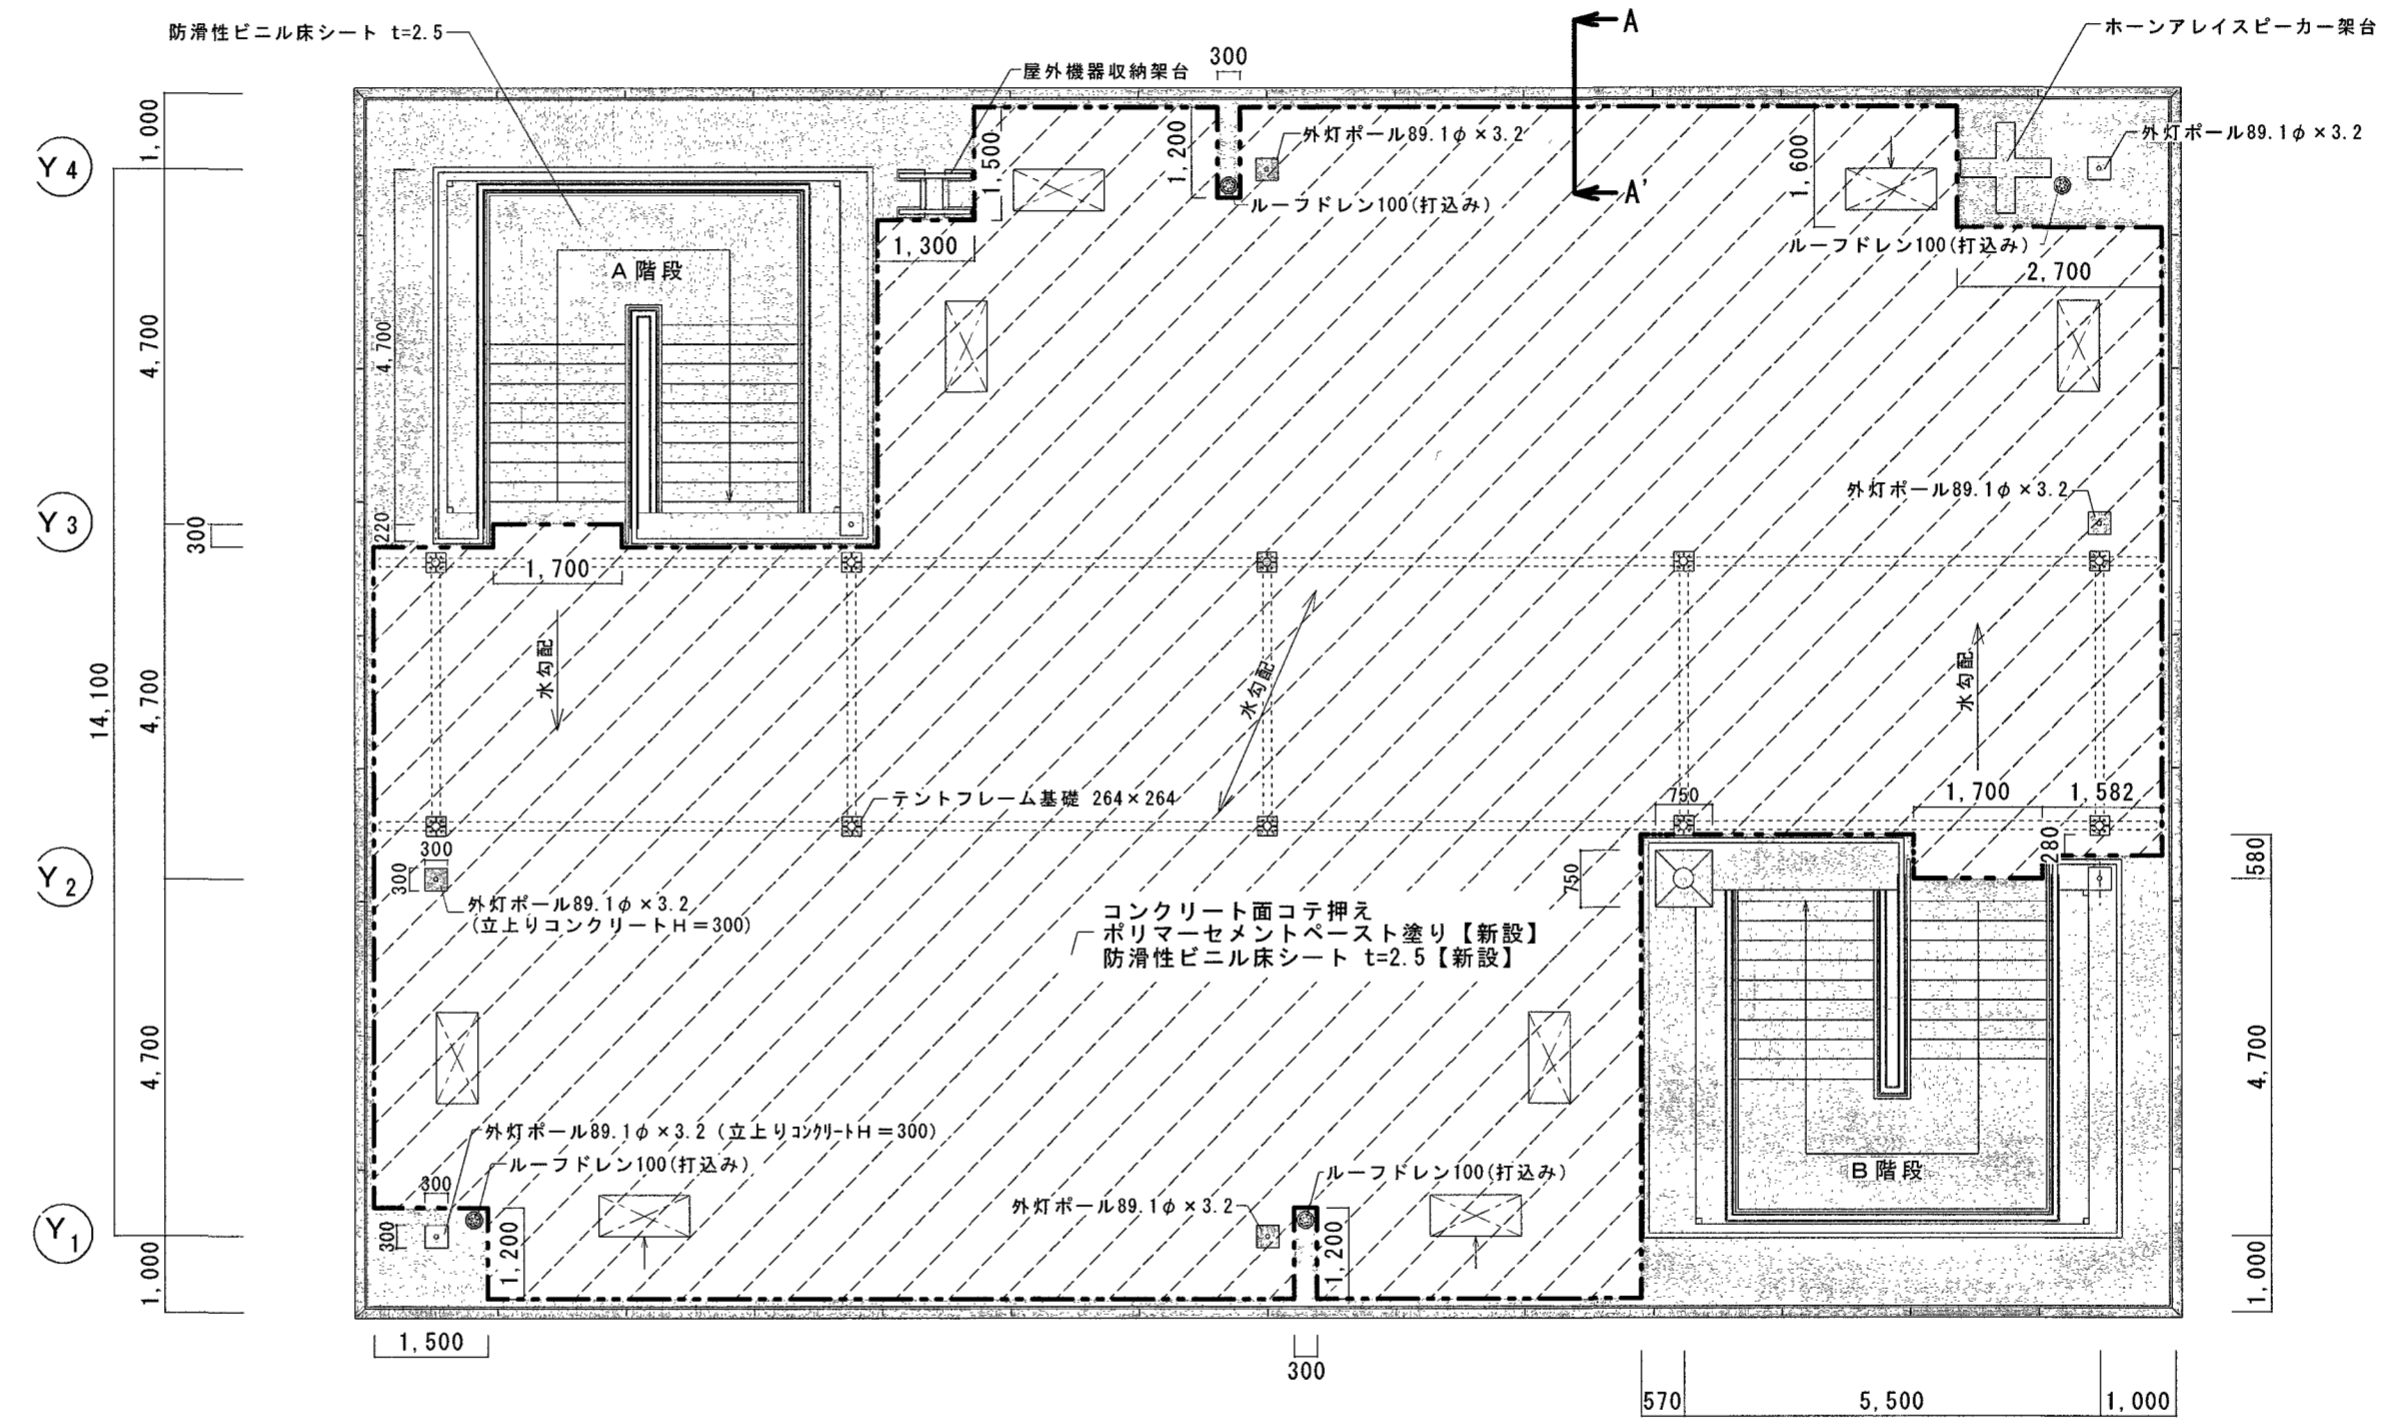 防滑性ビニル床シート t=2.5
屋外機器収納架台
300
A
ホーンアレイスピーカー架台
1,000
Y4
1,500
1,200
外灯ポール89.1φ×3.2
1,600
外灯ポール89.1φ×3.2
A'
ルーフドレン100(打込み)
1,300
ルーフドレン100(打込み)
2,700
A階段
4,700
4,700
外灯ポール89.1φ×3.2
Y3
300
220
1,700
水勾配
水勾配
水勾配
14,100
4,700
テントフレーム基礎 264×264
750
1,700
1,582
280
580
Y2
300
300
750
外灯ポール89.1φ×3.2
(立上りコンクリートH=300)
コンクリート面コテ押え
ポリマーセメントペースト塗り【新設】
防滑性ビニル床シート t=2.5【新設】
4,700
4,700
外灯ポール89.1φ×3.2(立上りコンクリートH=300)
ルーフドレン100(打込み)
ルーフドレン100(打込み)
B階段
300
外灯ポール89.1φ×3.2
Y1
300
1,200
1,200
1,000
1,000
1,500
300
570
5,500
1,000